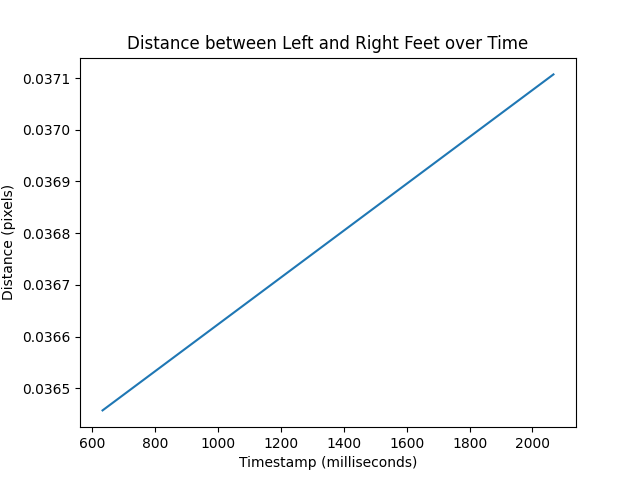 Distance between Left and Right Feet over Time
0.0371
0.0370
0.0369
0.0368
0.0367
0.0366
0.0365
Distance (pixels)
600 800 1000 1200 1400 1600 1800 2000
Timestamp (milliseconds)